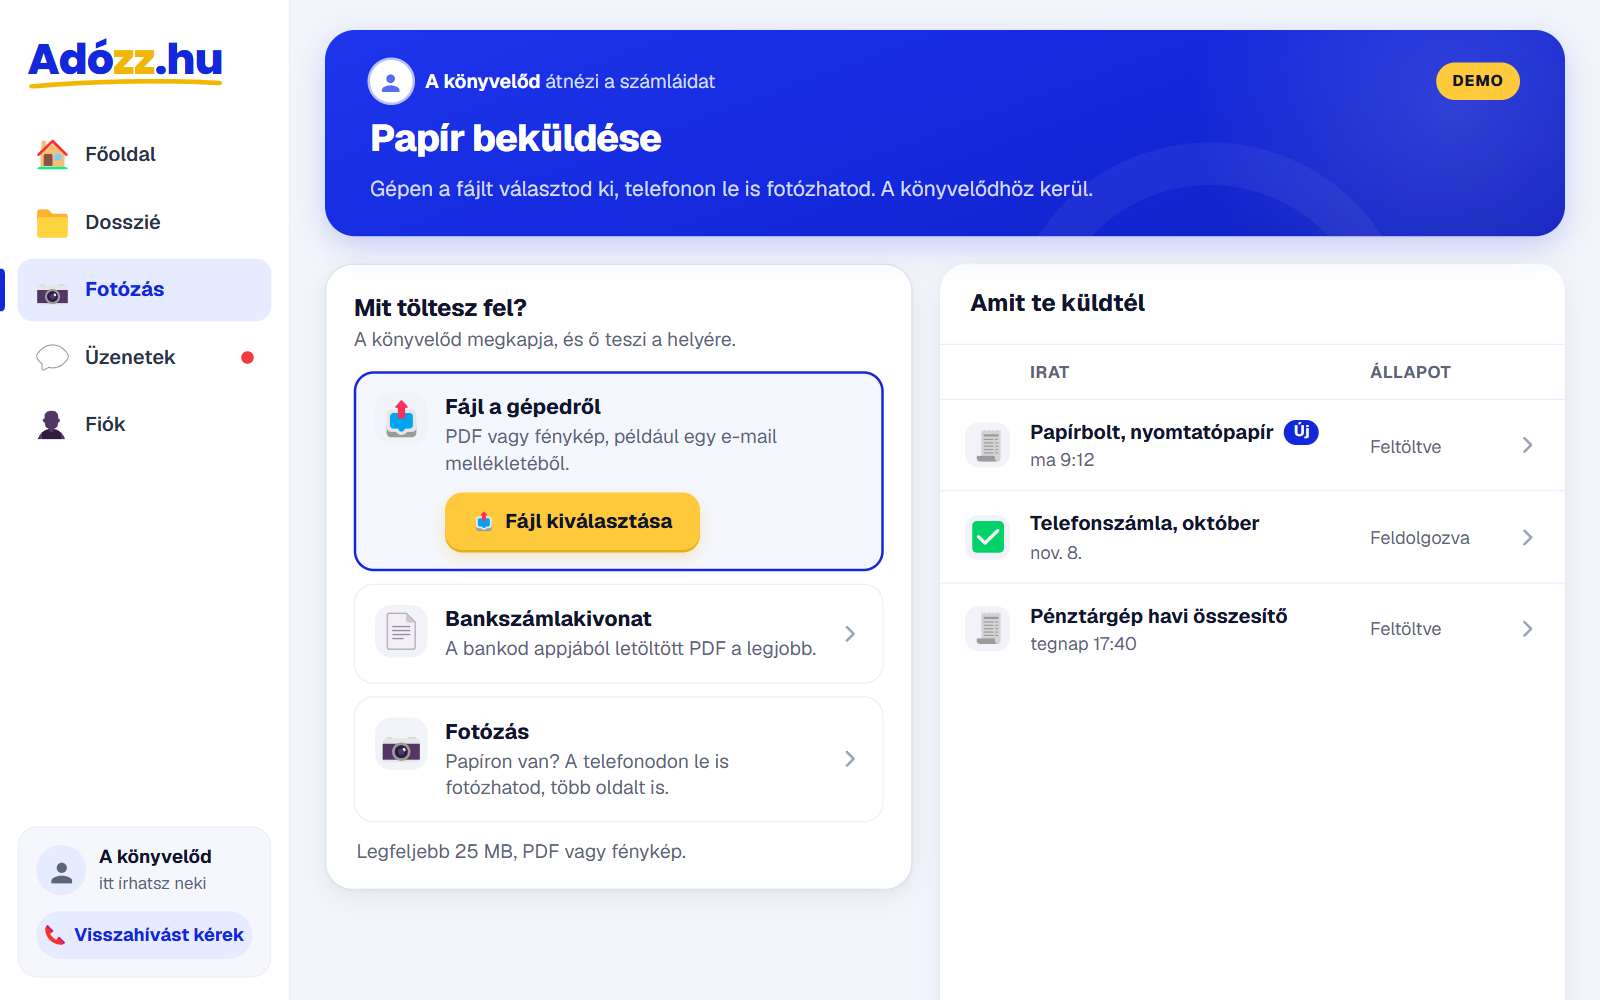 Adózz.hu
Főoldal
Dosszié
Fotózás
Üzenetek
Fiók
A könyvelőd
itt írhatsz neki
Visszahívást kérek
A könyvelőd átnézi a számláidat
DEMO
Papír beküldése
Gépen a fájlt választod ki, telefonon le is fotózhatod. A könyvelődhöz kerül.
Mit töltesz fel?
A könyvelőd megkapja, és ő teszi a helyére.
Fájl a gépedről
PDF vagy fénykép, például egy e-mail
mellékletéből.
Fájl kiválasztása
Bankszámlakivonat
A bankod appjából letöltött PDF a legjobb.
Fotózás
Papíron van? A telefonodon le is
fotózhatod, több oldalt is.
Legfeljebb 25 MB, PDF vagy fénykép.
Amit te küldtél
IRAT ÁLLAPOT
Papírbolt, nyomtatópapír Új
ma 9:12
Feltöltve
Telefonszámla, október
nov. 8.
Feldolgozva
Pénztárgép havi összesítő
tegnap 17:40
Feltöltve